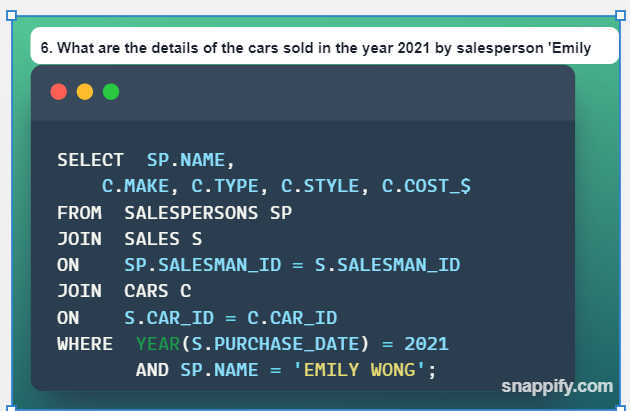 6. What are the details of the cars sold in the year 2021 by salesperson 'Emily
SELECT SP.NAME,
C.MAKE, C.TYPE, C.STYLE, C.COST_$
FROM SALESPERSONS SP
JOIN SALES S
ON SP.SALESMAN_ID = S.SALESMAN_ID
JOIN CARS C
ON S.CAR_ID = C.CAR_ID
WHERE YEAR(S.PURCHASE_DATE) = 2021
AND SP.NAME = 'EMILY WONG';
snappify.com